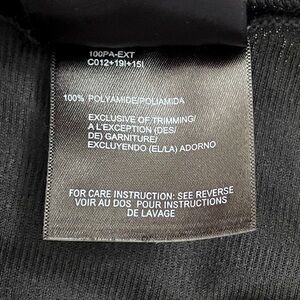 100PA-EXT
C012+19I+15I
100% POLYAMIDE/POLIAMIDA
EXCLUSIVE OF TRIMMING/
A L'EXCEPTION (DES/
DE) GARNITURE/
EXCLUYENDO (EL/LA) ADORNO
FOR CARE INSTRUCTION: SEE REVERSE
VOIR AU DOS POUR INSTRUCTIONS
DE LAVAGE